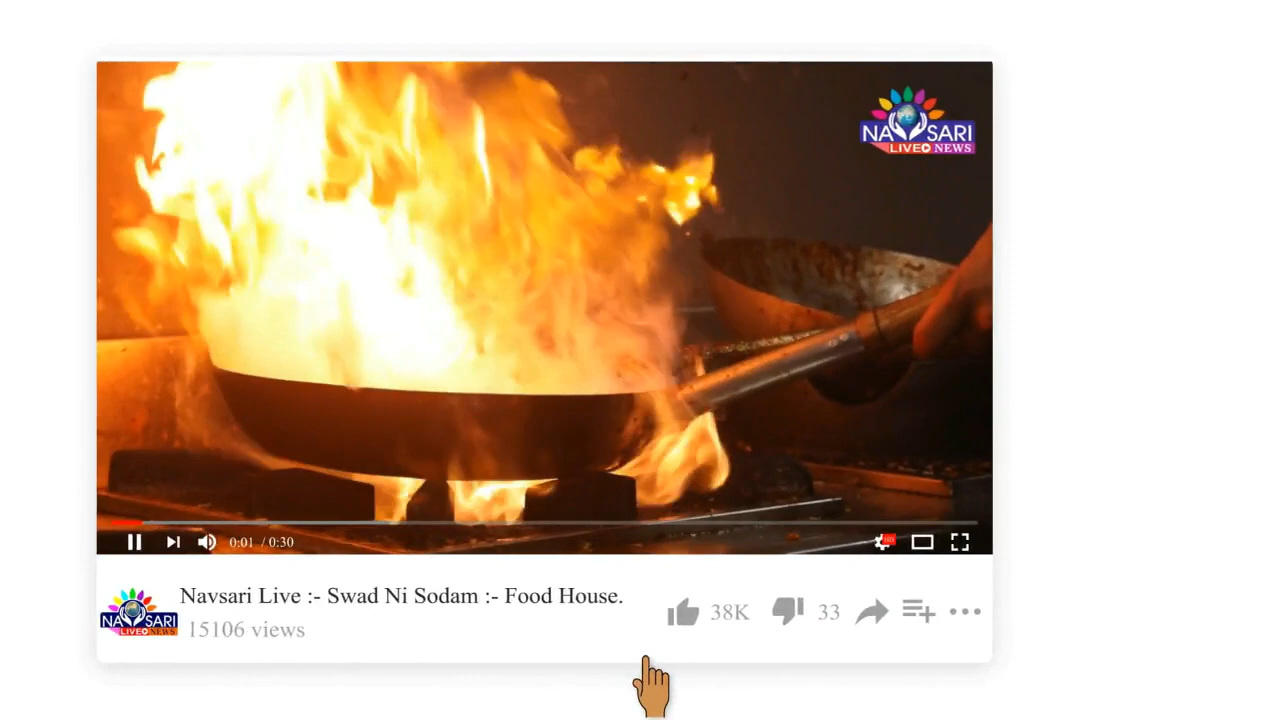 NAVSARI
LIVE NEWS
HD
0:01 / 0:30
NAVSARI
LIVE NEWS
Navsari Live :- Swad Ni Sodam :- Food House.
15106 views
38K
33